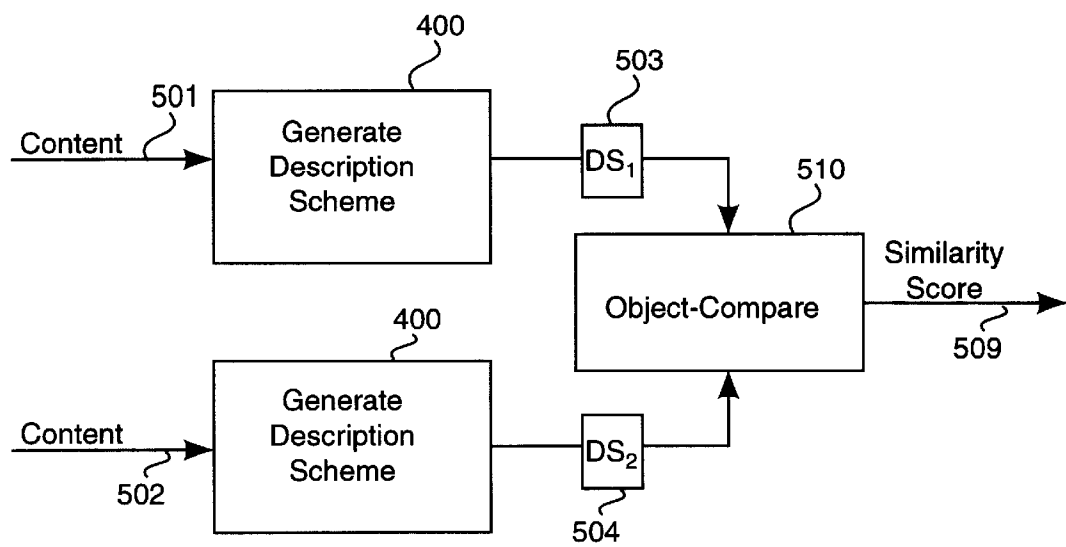 400
503
501
Content
Generate
Description
Scheme
DS₁
510
Similarity
Score
Object-Compare
509
400
Content
Generate
Description
Scheme
DS₂
502
504